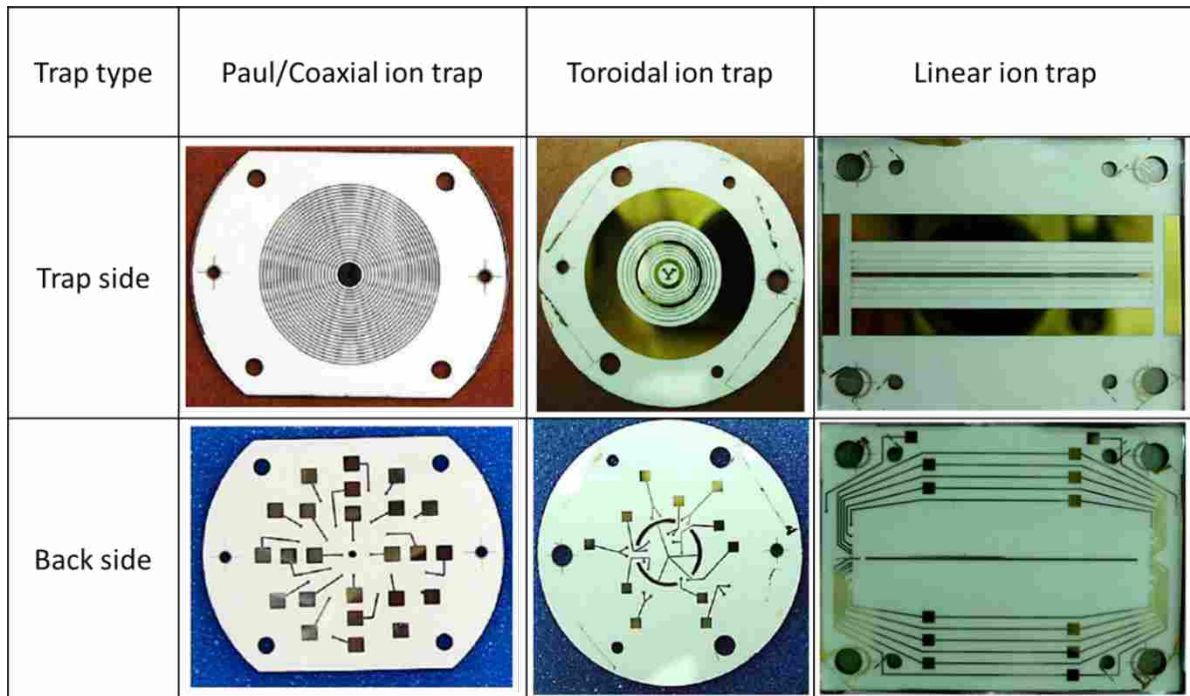 Trap type
Paul/Coaxial ion trap
Toroidal ion trap
Linear ion trap
Trap side
Y
Back side